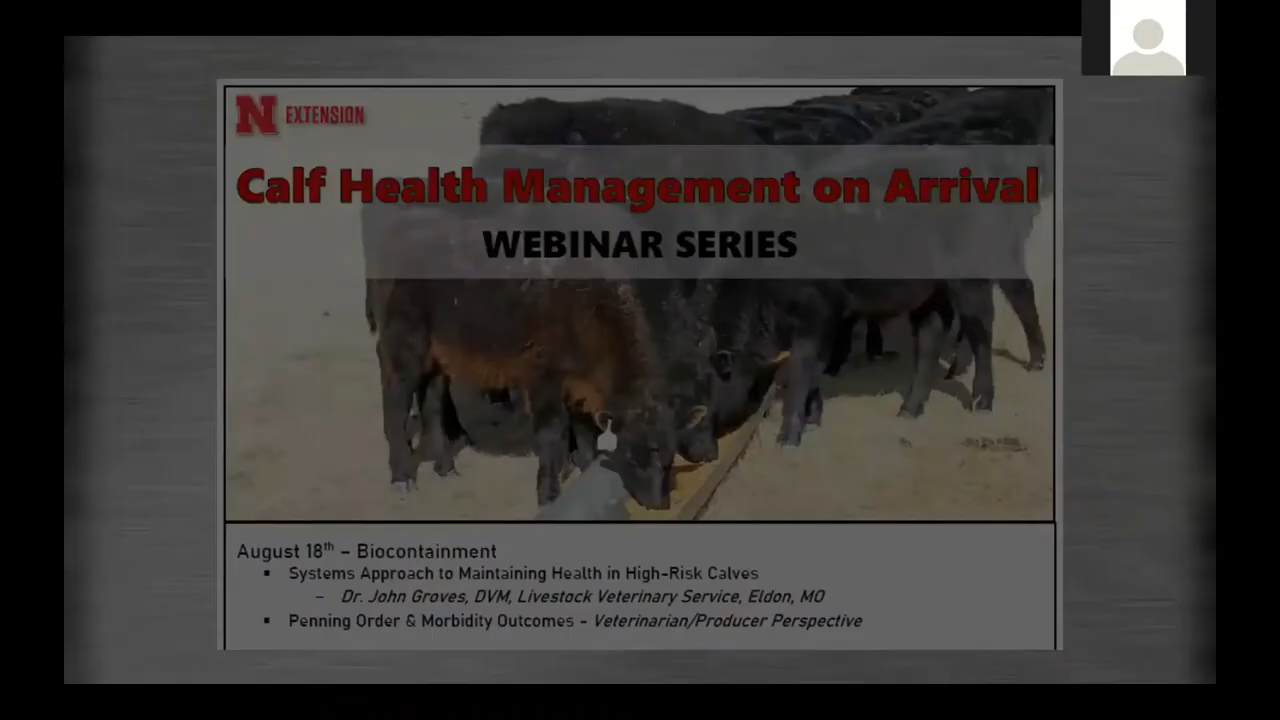 N EXTENSION
Calf Health Management on Arrival
WEBINAR SERIES
August 18th – Biocontainment
▪ Systems Approach to Maintaining Health in High-Risk Calves
– Dr. John Groves, DVM, Livestock Veterinary Service, Eldon, MO
▪ Penning Order & Morbidity Outcomes - Veterinarian/Producer Perspective